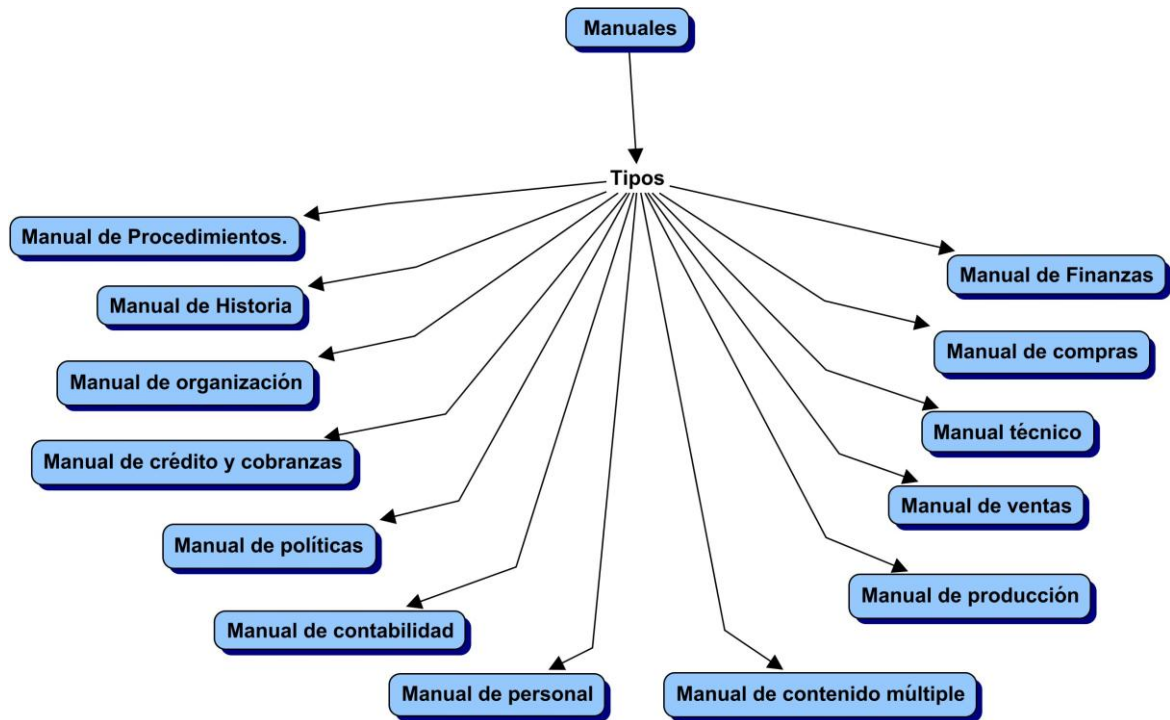 Manuales
Tipos
Manual de Procedimientos.
Manual de Finanzas
Manual de Historia
Manual de compras
Manual de organización
Manual técnico
Manual de crédito y cobranzas
Manual de ventas
Manual de políticas
Manual de producción
Manual de contabilidad
Manual de personal
Manual de contenido múltiple